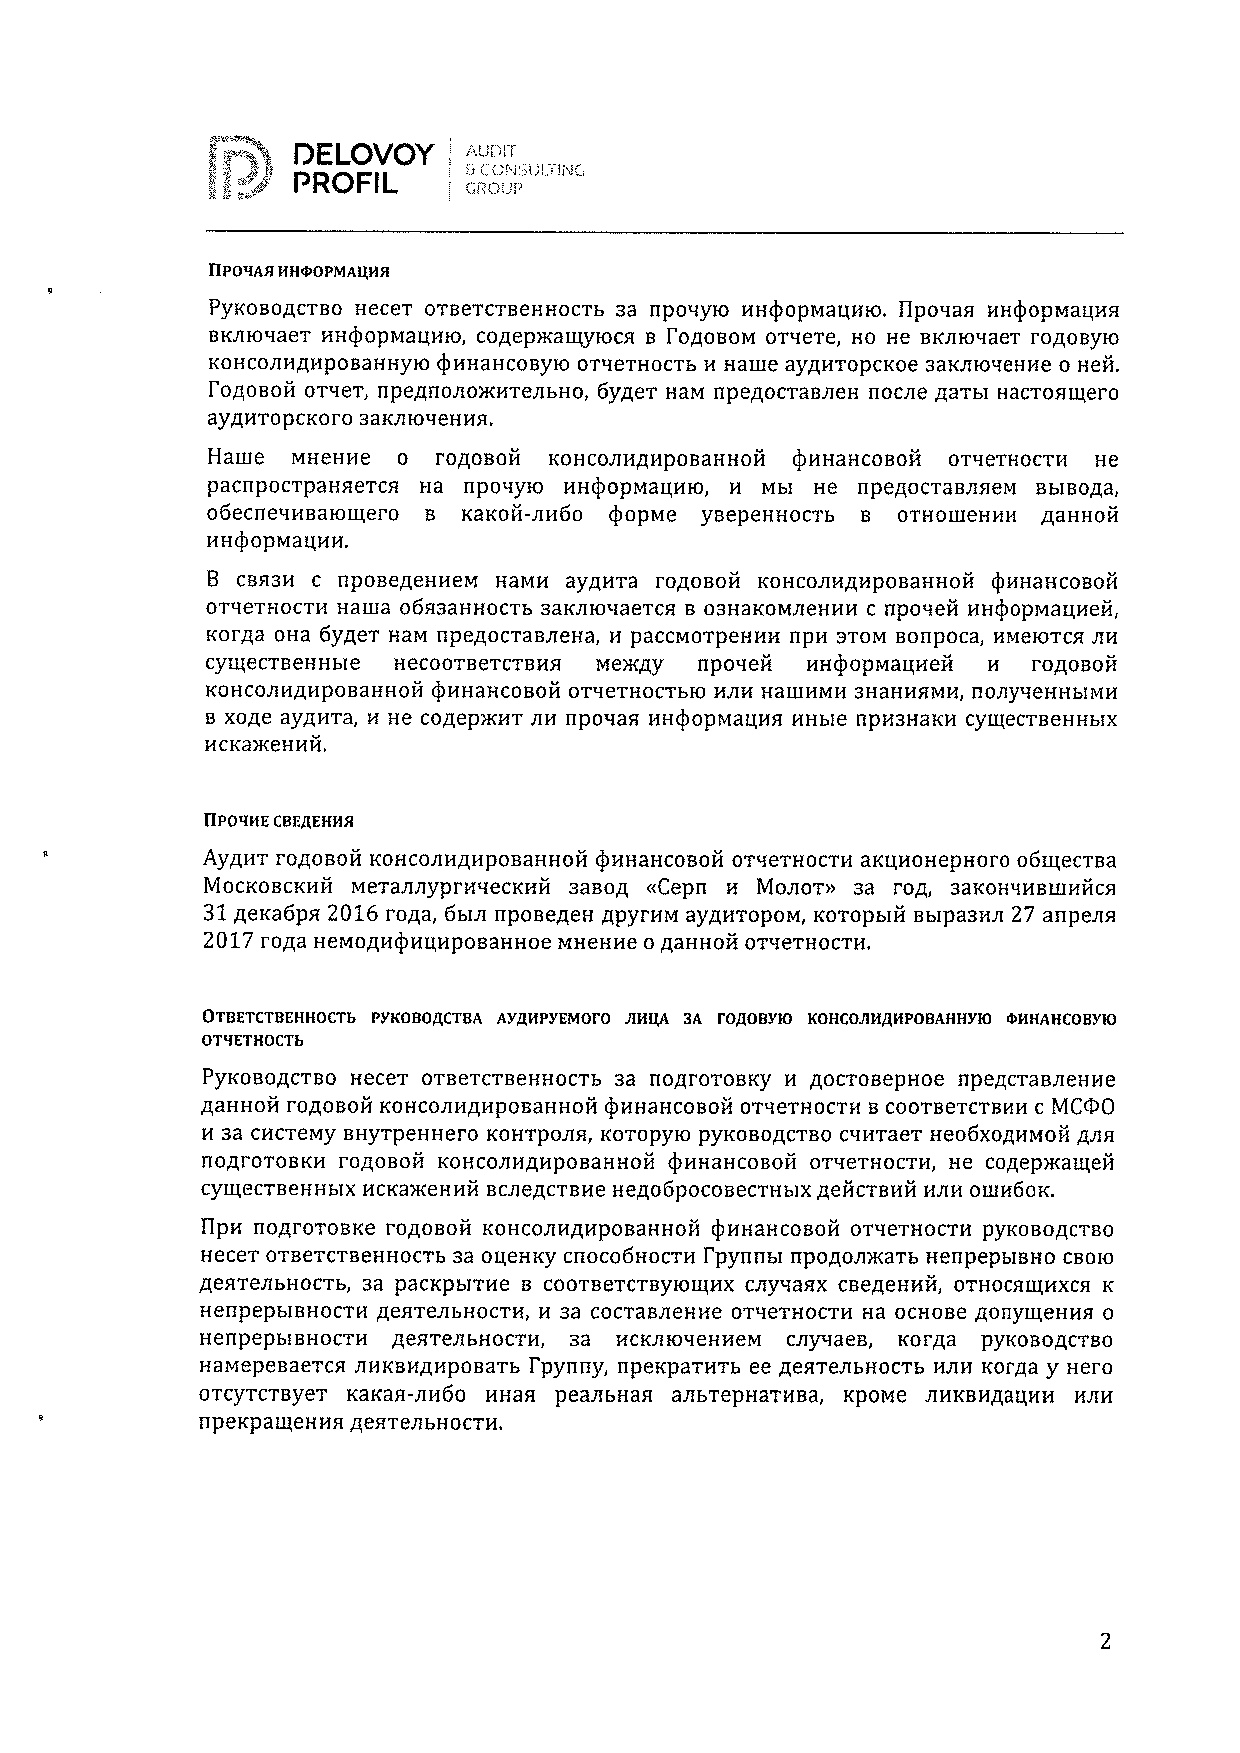 DELOVOY
PROFIL
AUDIT
& CONSULTING
GROUP
ПРОЧАЯ ИНФОРМАЦИЯ
Руководство несет ответственность за прочую информацию. Прочая информация
включает информацию, содержащуюся в Годовом отчете, но не включает годовую
консолидированную финансовую отчетность и наше аудиторское заключение о ней.
Годовой отчет, предположительно, будет нам предоставлен после даты настоящего
аудиторского заключения.
Наше мнение о годовой консолидированной финансовой отчетности не
распространяется на прочую информацию, и мы не предоставляем вывода,
обеспечивающего в какой-либо форме уверенность в отношении данной
информации.
В связи с проведением нами аудита годовой консолидированной финансовой
отчетности наша обязанность заключается в ознакомлении с прочей информацией,
когда она будет нам предоставлена, и рассмотрении при этом вопроса, имеются ли
существенные несоответствия между прочей информацией и годовой
консолидированной финансовой отчетностью или нашими знаниями, полученными
в ходе аудита, и не содержит ли прочая информация иные признаки существенных
искажений.
ПРОЧИЕ СВЕДЕНИЯ
Аудит годовой консолидированной финансовой отчетности акционерного общества
Московский металлургический завод «Серп и Молот» за год, закончившийся
31 декабря 2016 года, был проведен другим аудитором, который выразил 27 апреля
2017 года немодифицированное мнение о данной отчетности.
ОТВЕТСТВЕННОСТЬ РУКОВОДСТВА АУДИРУЕМОГО ЛИЦА ЗА ГОДОВУЮ КОНСОЛИДИРОВАННУЮ ФИНАНСОВУЮ
ОТЧЕТНОСТЬ
Руководство несет ответственность за подготовку и достоверное представление
данной годовой консолидированной финансовой отчетности в соответствии с МСФО
и за систему внутреннего контроля, которую руководство считает необходимой для
подготовки годовой консолидированной финансовой отчетности, не содержащей
существенных искажений вследствие недобросовестных действий или ошибок.
При подготовке годовой консолидированной финансовой отчетности руководство
несет ответственность за оценку способности Группы продолжать непрерывно свою
деятельность, за раскрытие в соответствующих случаях сведений, относящихся к
непрерывности деятельности, и за составление отчетности на основе допущения о
непрерывности деятельности, за исключением случаев, когда руководство
намеревается ликвидировать Группу, прекратить ее деятельность или когда у него
отсутствует какая-либо иная реальная альтернатива, кроме ликвидации или
прекращения деятельности.
2